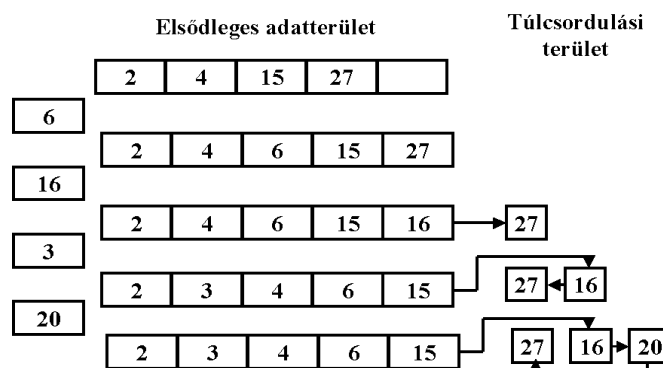 Elsődleges adatterület
Túlcsordulási
terület
2 4 15 27
6
2 4 6 15 27
16
2 4 6 15 16 27
3
2 3 4 6 15 27 16
20
2 3 4 6 15 27 16 20